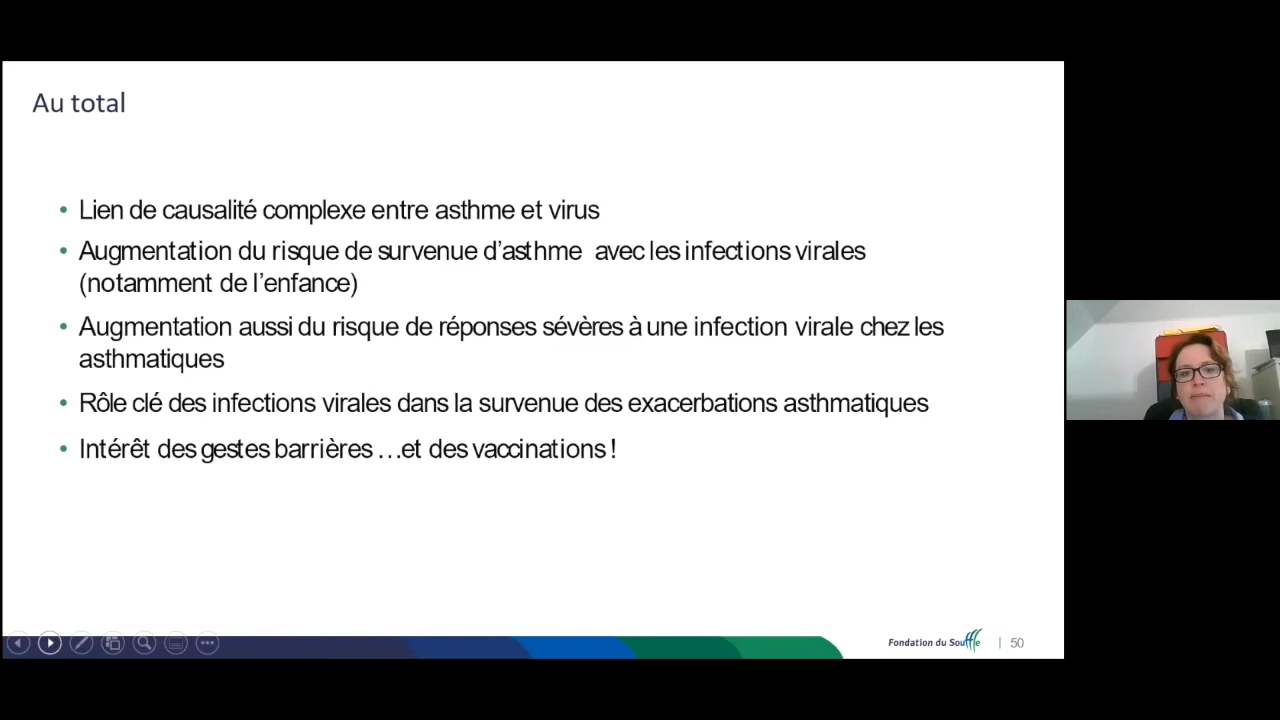 Au total
• Lien de causalité complexe entre asthme et virus
• Augmentation du risque de survenue d’asthme avec les infections virales
(notamment de l’enfance)
• Augmentation aussi du risque de réponses sévères à une infection virale chez les
asthmatiques
• Rôle clé des infections virales dans la survenue des exacerbations asthmatiques
• Intérêt des gestes barrières …et des vaccinations !
Fondation du Souffle | 50